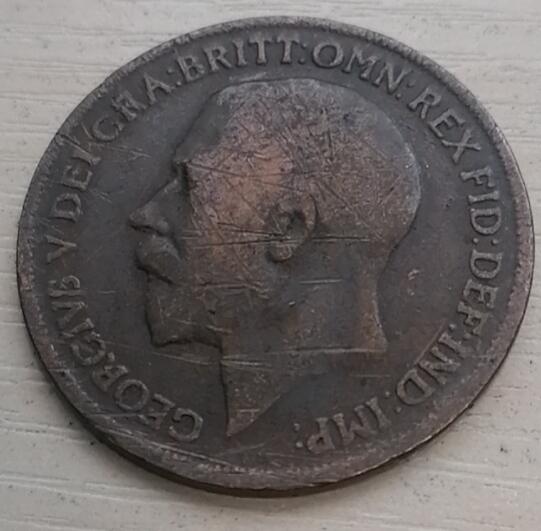 GEORGIVS V DEI GRA:BRITT:OMN:REX FID:DEF:IND:IMP: